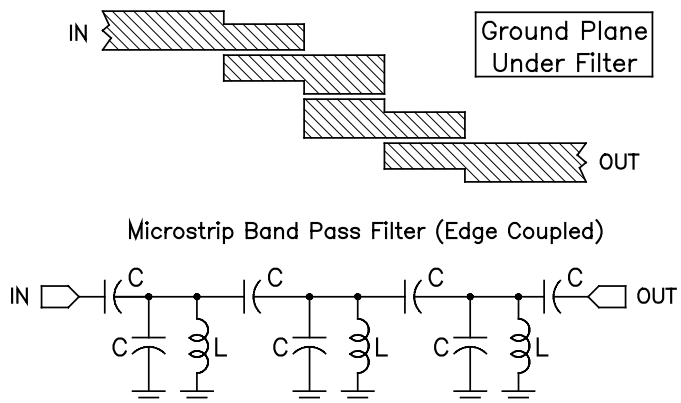 IN
Ground Plane
Under Filter
OUT
Microstrip Band Pass Filter (Edge Coupled)
IN
C
C
C
C
OUT
C
L
C
L
C
L